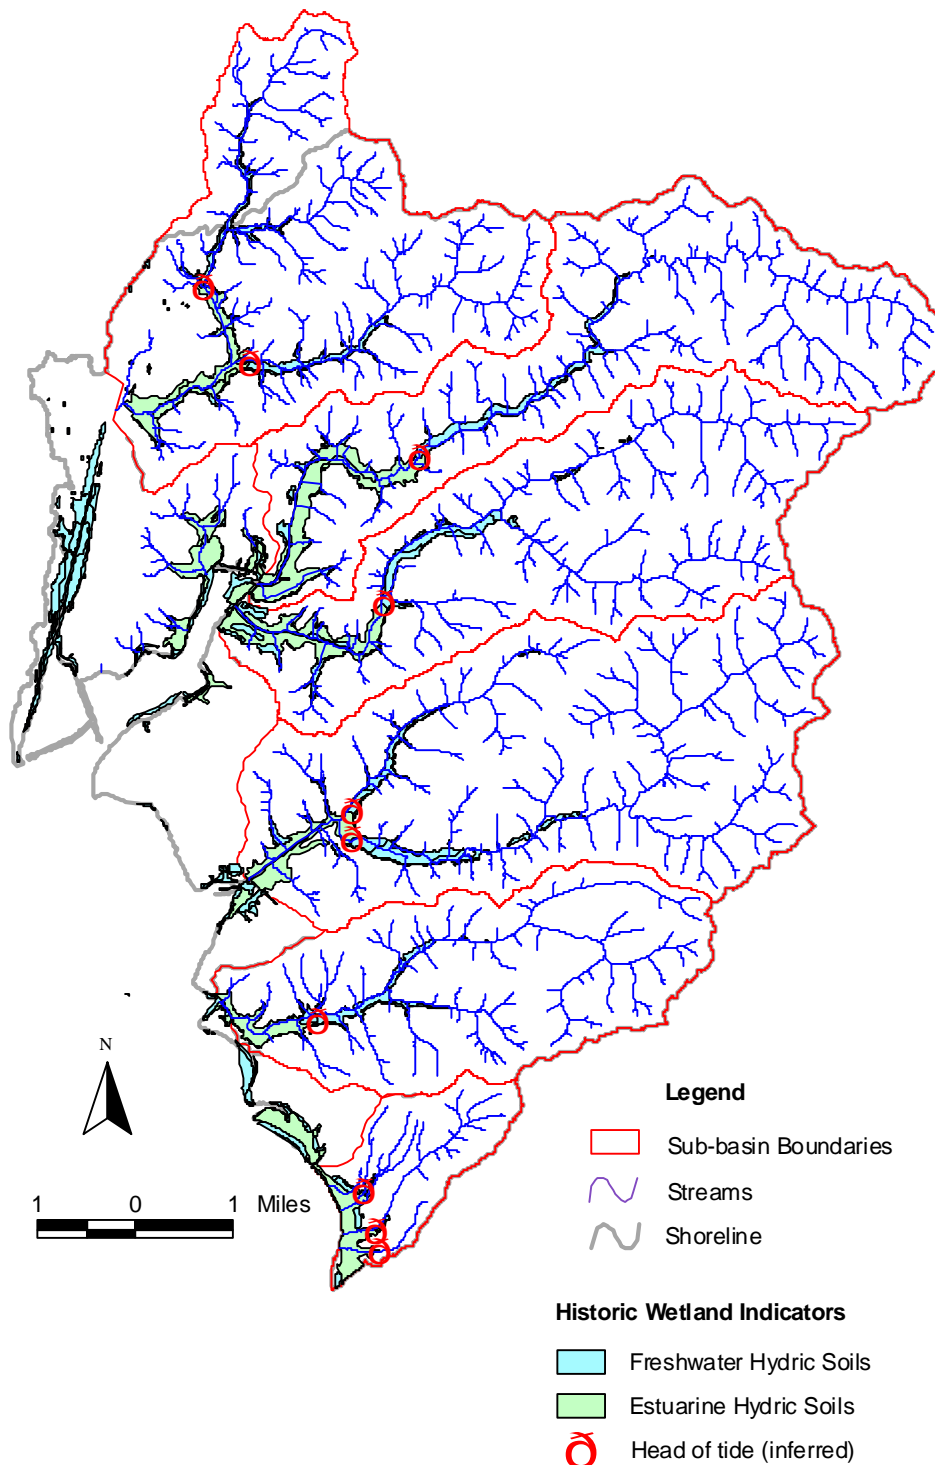 N
Legend
Sub-basin Boundaries
Streams
Shoreline
1 0 1 Miles
Historic Wetland Indicators
Freshwater Hydric Soils
Estuarine Hydric Soils
Head of tide (inferred)